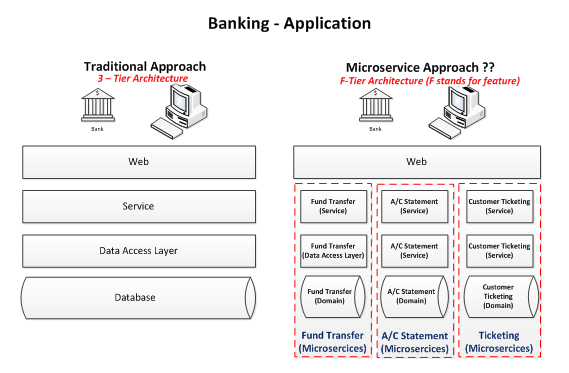 Banking - Application
Traditional Approach
3 – Tier Architecture
$
Bank
Web
Service
Data Access Layer
Database
Microservice Approach ??
F-Tier Architecture (F stands for feature)
$
Bank
Web
Fund Transfer
(Service)
A/C Statement
(Service)
Customer Ticketing
(Service)
Fund Transfer
(Data Access Layer)
A/C Statement
(Service)
Customer Ticketing
(Service)
Fund Transfer
(Domain)
A/C Statement
(Domain)
Customer
Ticketing
(Domain)
Fund Transfer
(Microsercices)
A/C Statement
(Microsercices)
Ticketing
(Microsercices)